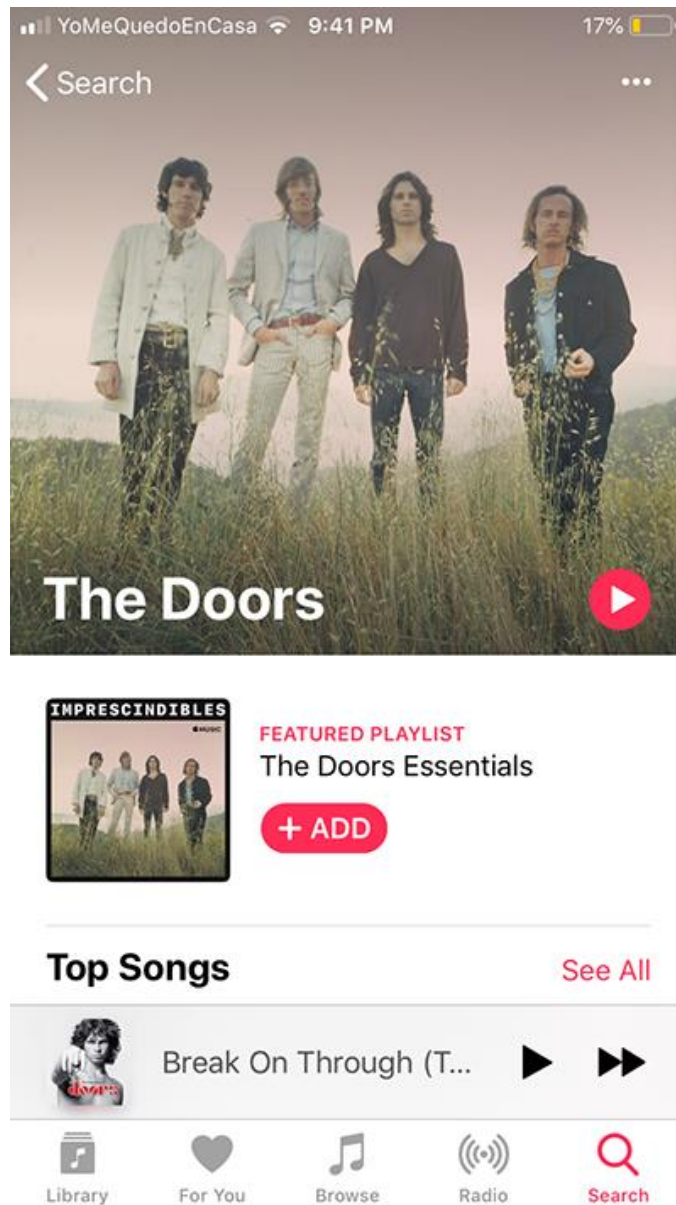 YoMeQuedoEnCasa 9:41 PM 17%
Search
The Doors
IMPRESCINDIBLES
MUSIC
FEATURED PLAYLIST
The Doors Essentials
+ ADD
Top Songs See All
doors
Break On Through (T...
Library For You Browse Radio Search